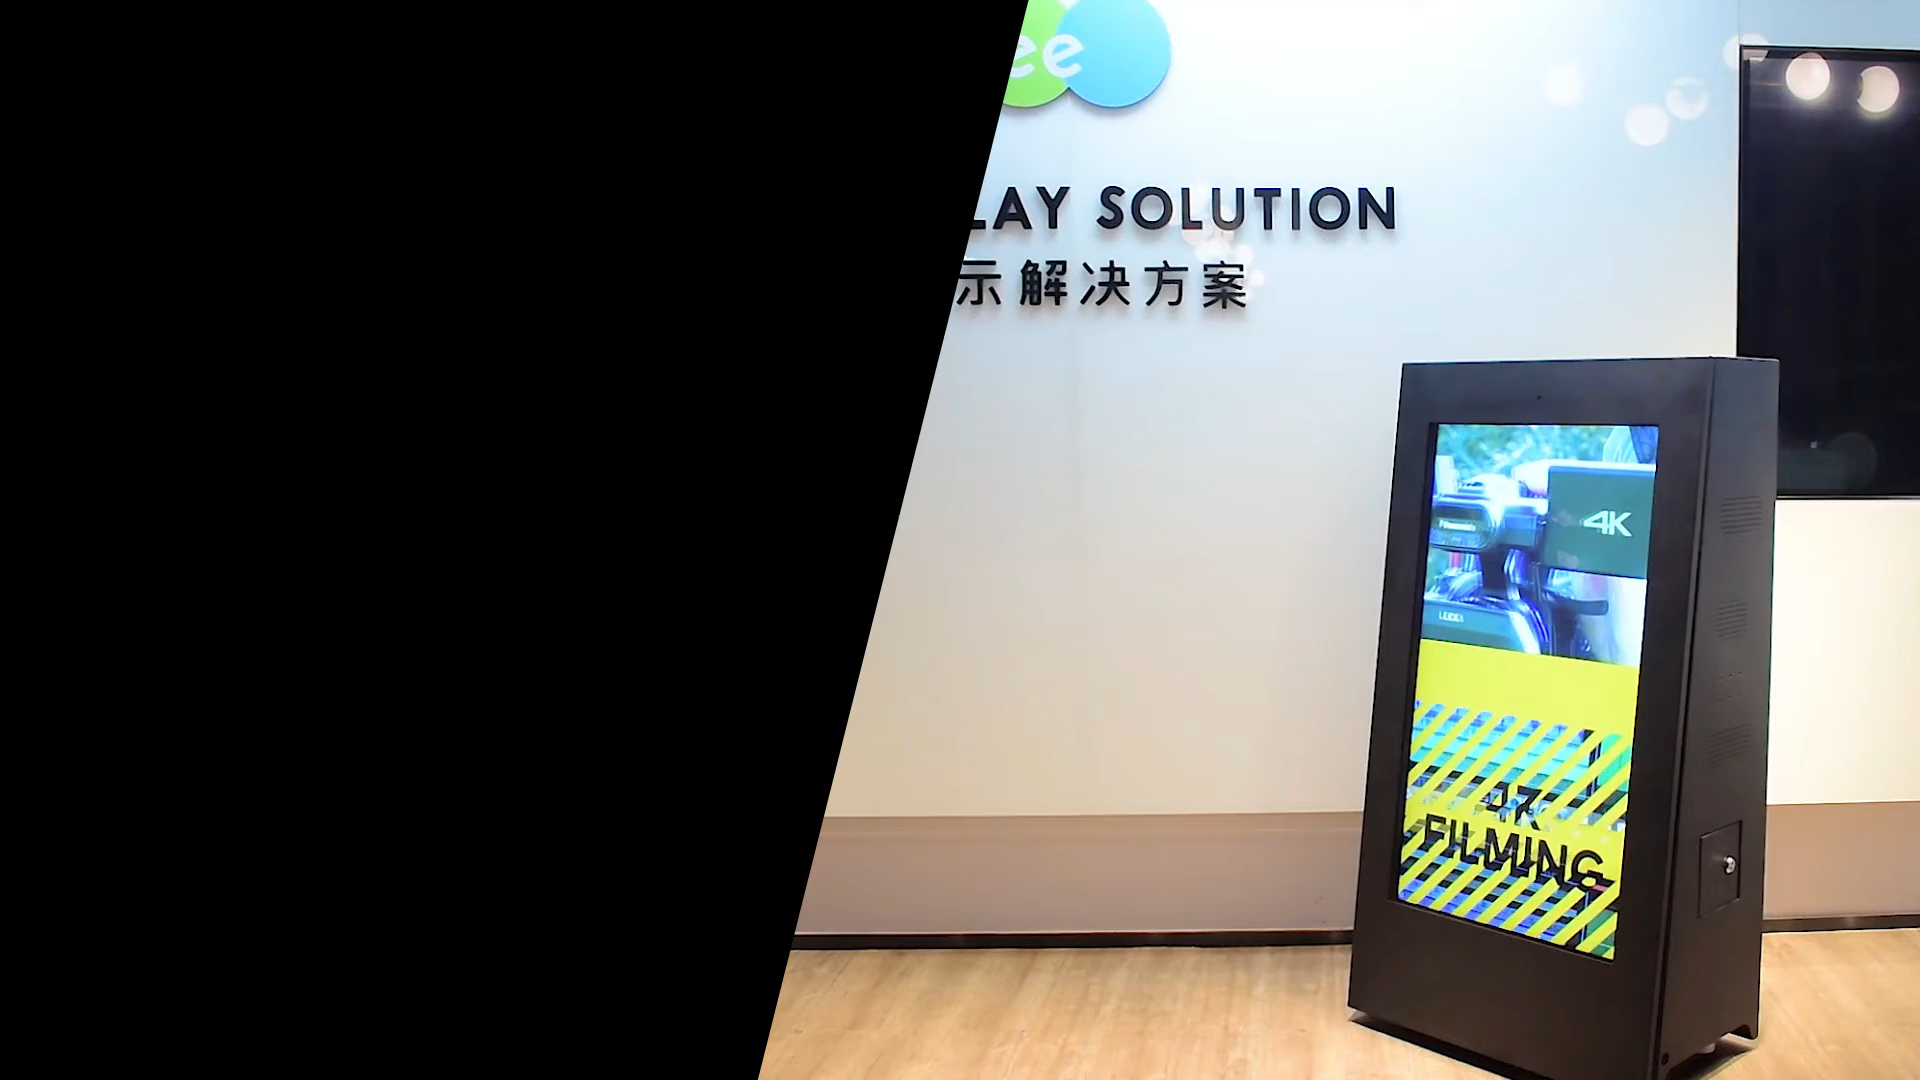 ee
LAY SOLUTION
示解决方案
4K
4K
FILMING